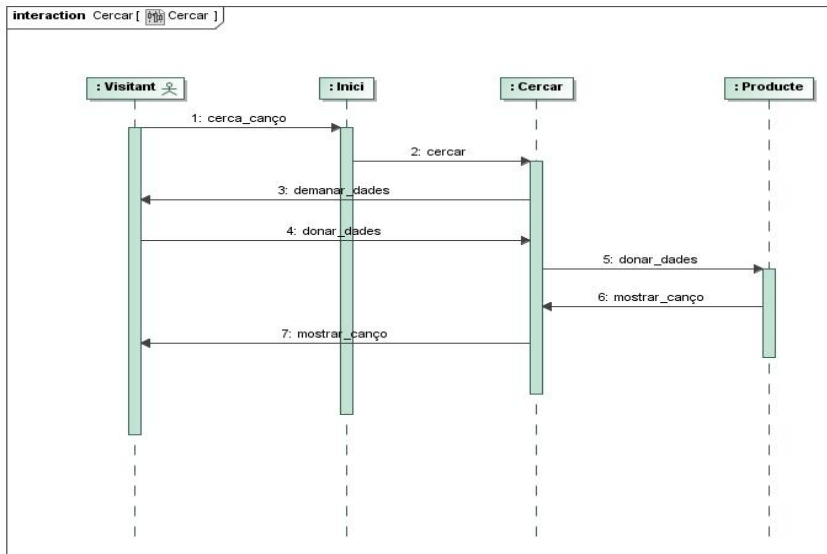 interaction Cercar [ Cercar ]
: Visitant
: Inici
: Cercar
: Producte
1: cerca_canço
2: cercar
3: demanar_dades
4: donar_dades
5: donar_dades
6: mostrar_canço
7: mostrar_canço